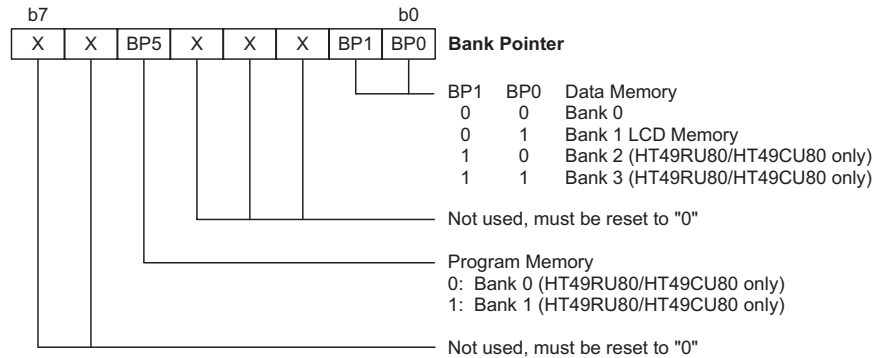 b7 b0
X X BP5 X X X BP1 BP0 Bank Pointer
BP1 BP0 Data Memory
0 0 Bank 0
0 1 Bank 1 LCD Memory
1 0 Bank 2 (HT49RU80/HT49CU80 only)
1 1 Bank 3 (HT49RU80/HT49CU80 only)
Not used, must be reset to "0"
Program Memory
0: Bank 0 (HT49RU80/HT49CU80 only)
1: Bank 1 (HT49RU80/HT49CU80 only)
Not used, must be reset to "0"